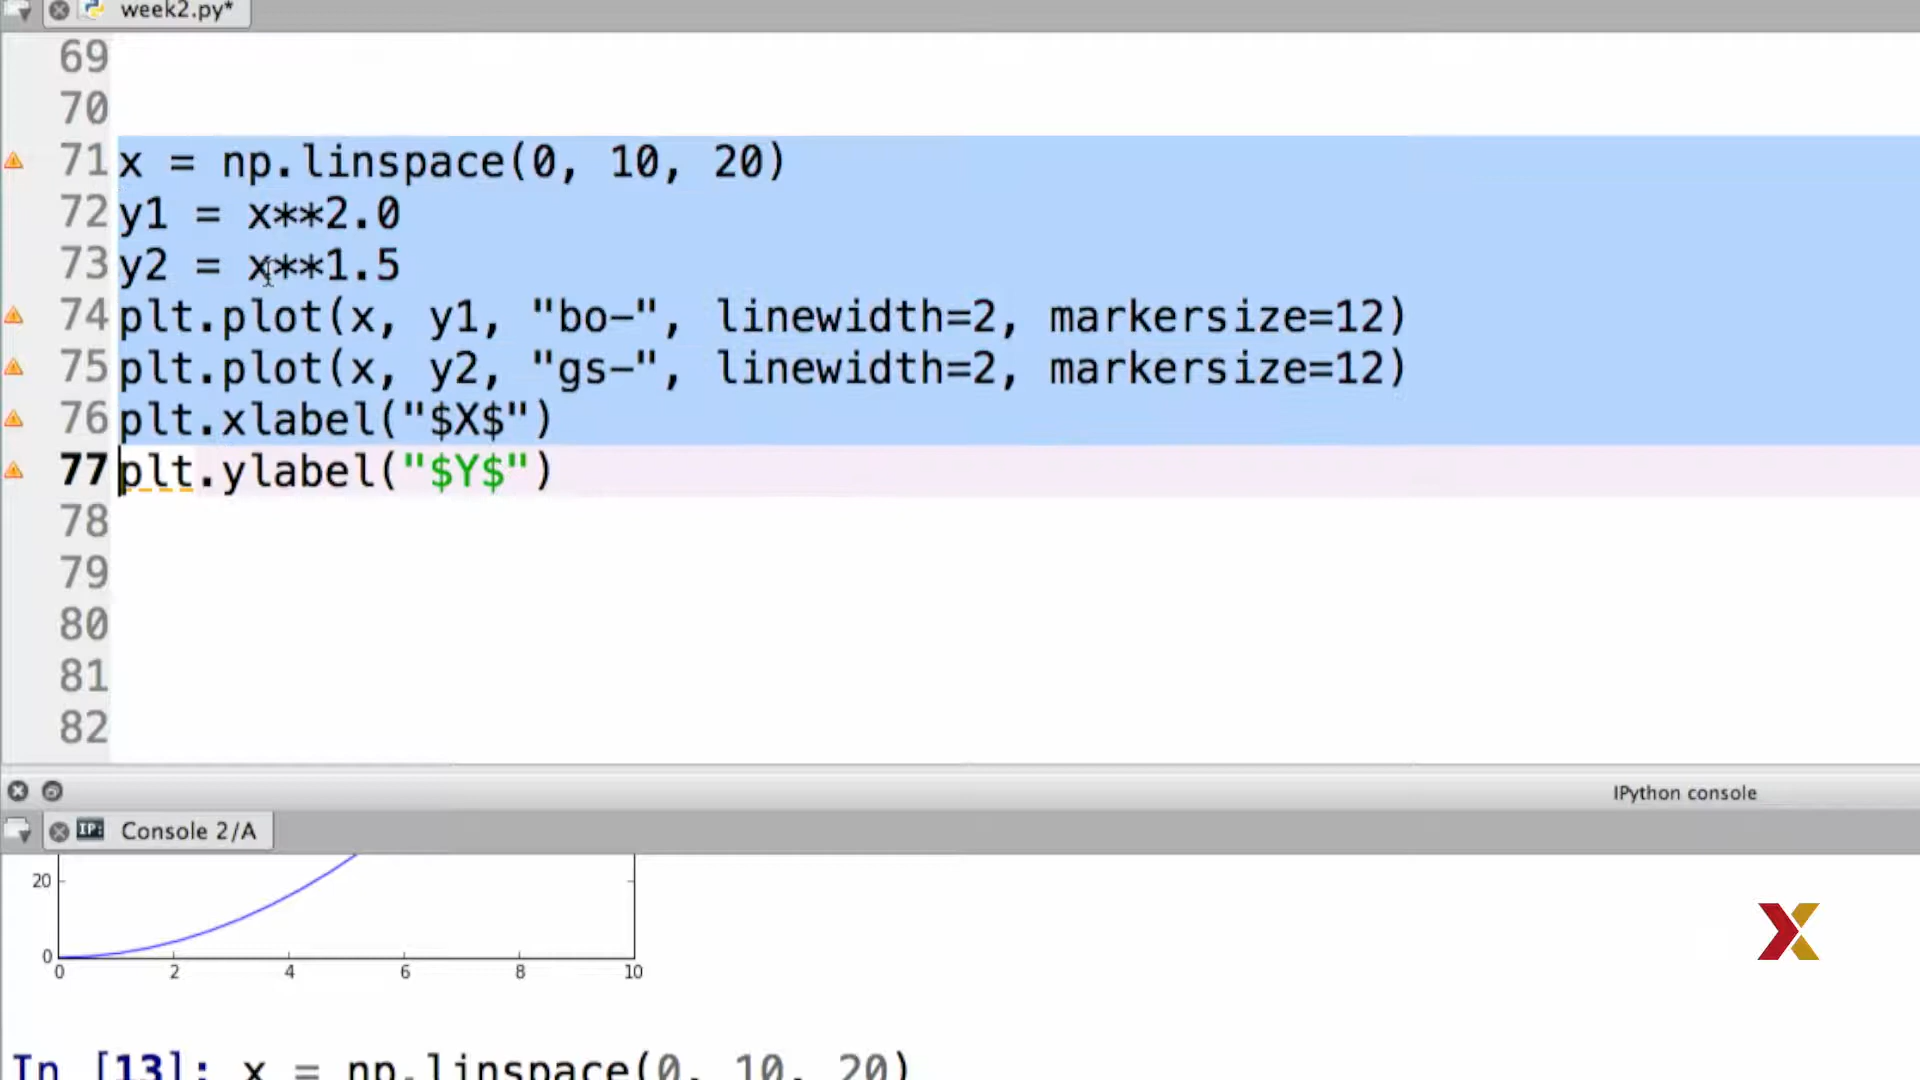 week2.py*
69
70
71 x = np.linspace(0, 10, 20)
72 y1 = x**2.0
73 y2 = x**1.5
74 plt.plot(x, y1, "bo-", linewidth=2, markersize=12)
75 plt.plot(x, y2, "gs-", linewidth=2, markersize=12)
76 plt.xlabel("$X$")
77 plt.ylabel("$Y$")
78
79
80
81
82
IPython console
IP: Console 2/A
20
0
0 2 4 6 8 10
In [13]: x = np.linspace(0, 10, 20)